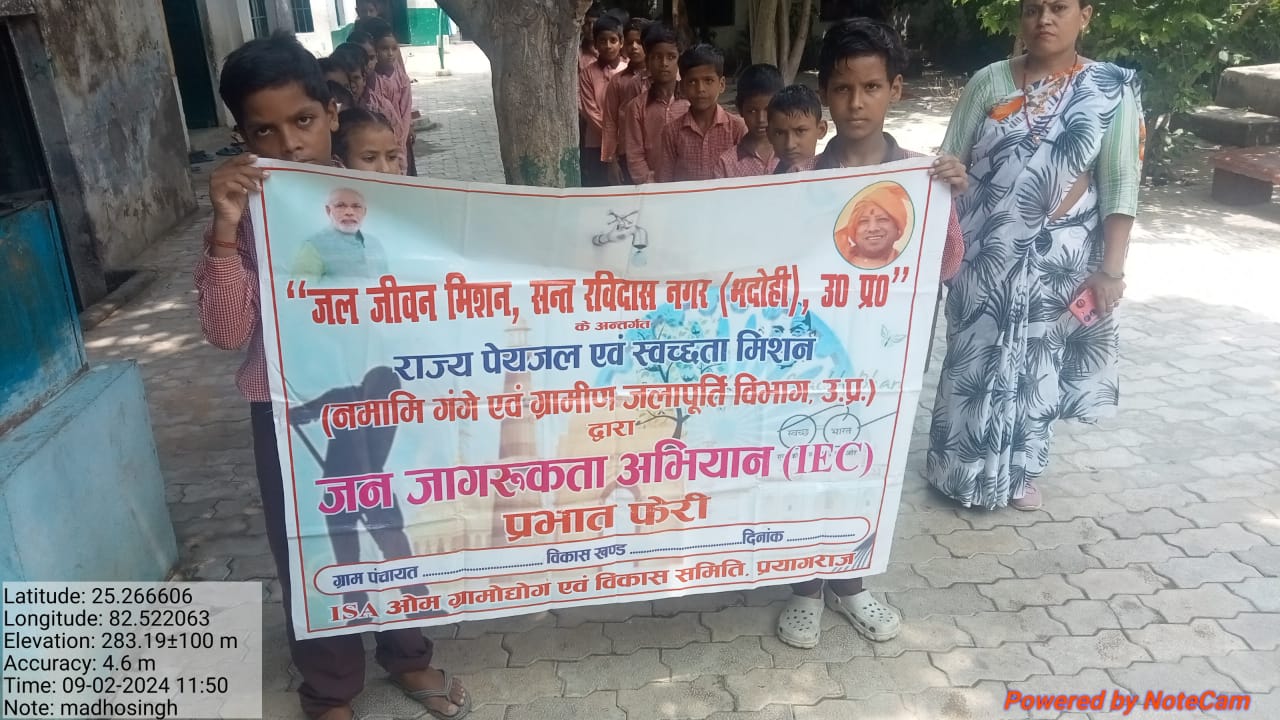 “जल जीवन मिशन, सन्त रविदास नगर (भदोही), उ0 प्र0”
के अन्तर्गत
राज्य पेयजल एवं स्वच्छता मिशन
(नमामि गंगे एवं ग्रामीण जलापूर्ति विभाग, उ.प्र.)
द्वारा
स्वच्छ भारत
जन जागरूकता अभियान (IEC)
प्रभात फेरी
ग्राम पंचायत .............................. विकास खण्ड ..............................दिनांक ..................
ISA ओम ग्रामोद्योग एवं विकास समिति, प्रयागराज
Latitude: 25.266606
Longitude: 82.522063
Elevation: 283.19±100 m
Accuracy: 4.6 m
Time: 09-02-2024 11:50
Note: madhosingh
Powered by NoteCam